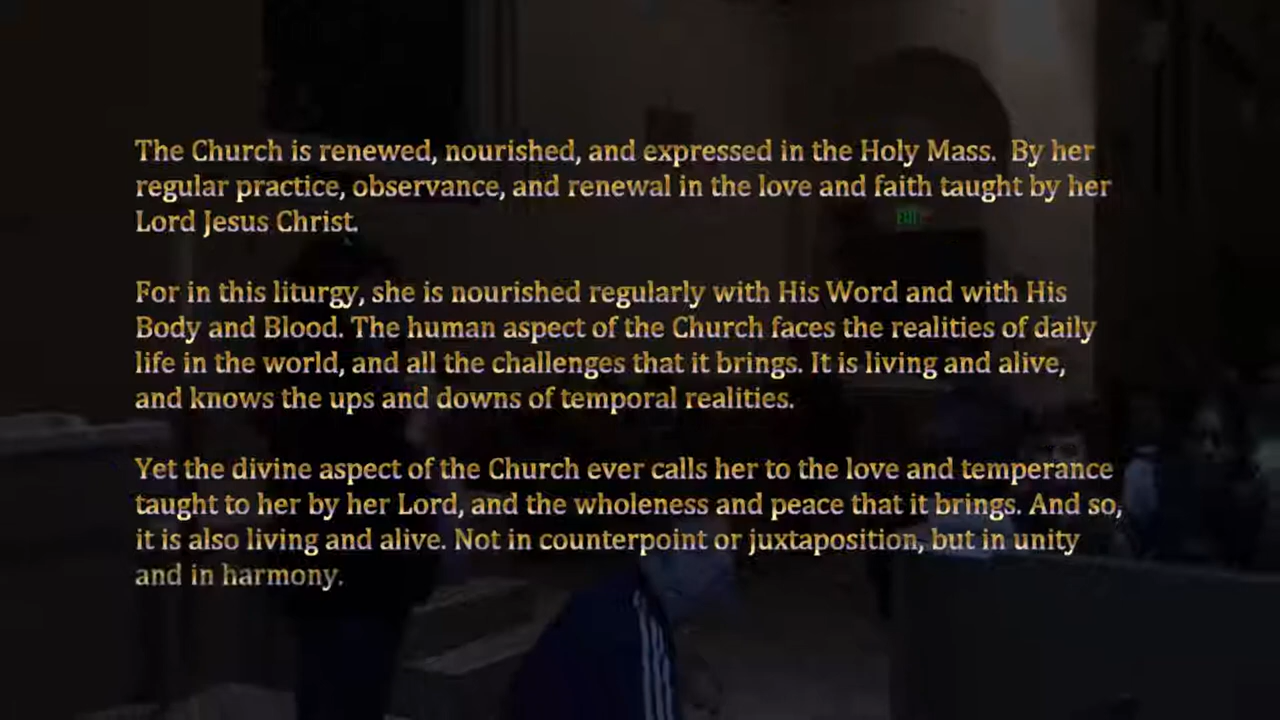 The Church is renewed, nourished, and expressed in the Holy Mass.  By her
regular practice, observance, and renewal in the love and faith taught by her
Lord Jesus Christ.
EXIT
For in this liturgy, she is nourished regularly with His Word and with His
Body and Blood. The human aspect of the Church faces the realities of daily
life in the world, and all the challenges that it brings. It is living and alive,
and knows the ups and downs of temporal realities.
Yet the divine aspect of the Church ever calls her to the love and temperance
taught to her by her Lord, and the wholeness and peace that it brings. And so,
it is also living and alive. Not in counterpoint or juxtaposition, but in unity
and in harmony.